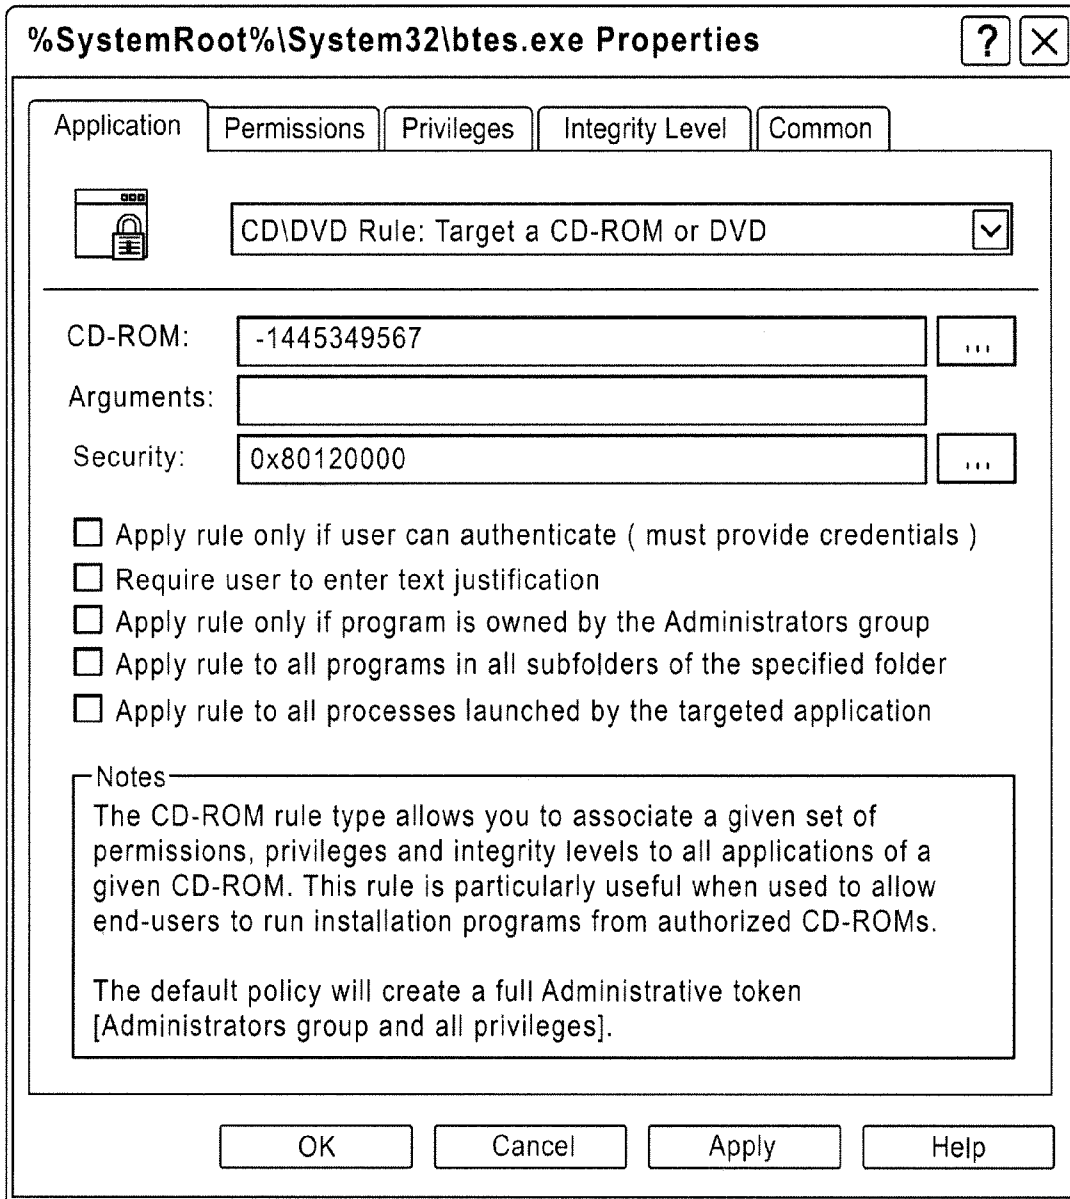 %SystemRoot%\System32\btes.exe Properties ? X
Application Permissions Privileges Integrity Level Common
CD\DVD Rule: Target a CD-ROM or DVD
CD-ROM: -1445349567 ...
Arguments:
Security: 0x80120000 ...
Apply rule only if user can authenticate ( must provide credentials )
Require user to enter text justification
Apply rule only if program is owned by the Administrators group
Apply rule to all programs in all subfolders of the specified folder
Apply rule to all processes launched by the targeted application
Notes
The CD-ROM rule type allows you to associate a given set of
permissions, privileges and integrity levels to all applications of a
given CD-ROM. This rule is particularly useful when used to allow
end-users to run installation programs from authorized CD-ROMs.
The default policy will create a full Administrative token
[Administrators group and all privileges].
OK Cancel Apply Help